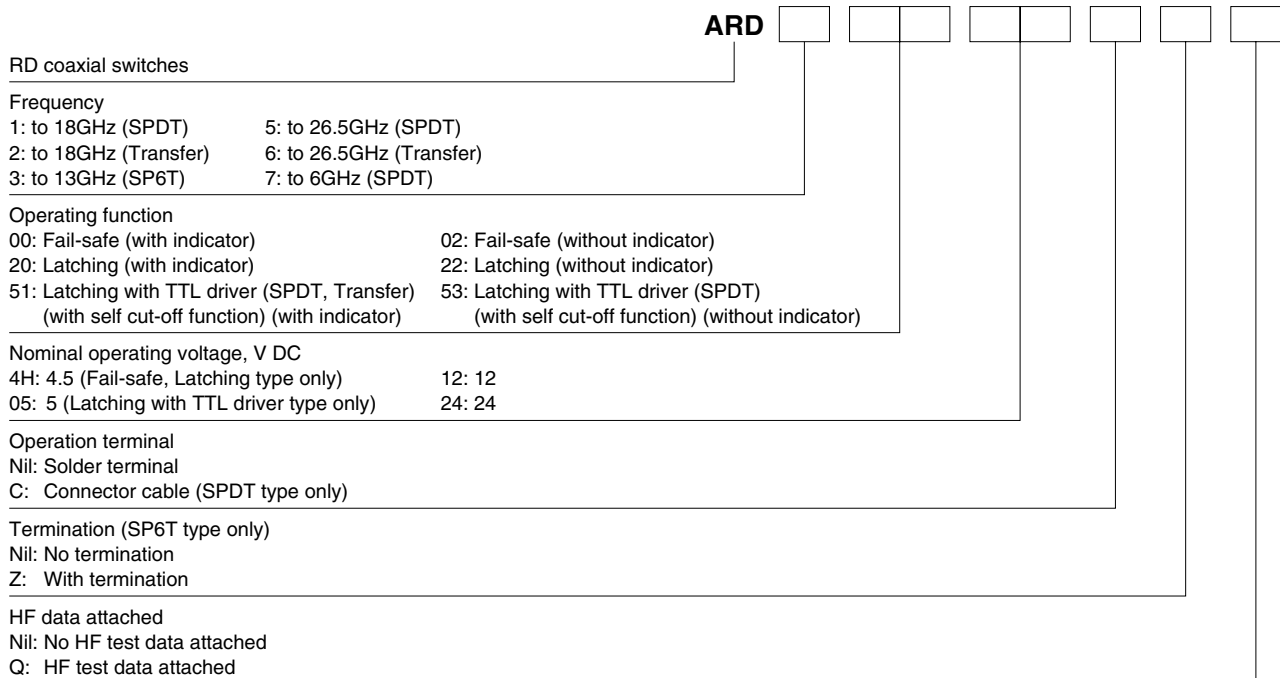 ARD
RD coaxial switches
Frequency
1: to 18GHz (SPDT) 5: to 26.5GHz (SPDT)
2: to 18GHz (Transfer) 6: to 26.5GHz (Transfer)
3: to 13GHz (SP6T) 7: to 6GHz (SPDT)
Operating function
00: Fail-safe (with indicator) 02: Fail-safe (without indicator)
20: Latching (with indicator) 22: Latching (without indicator)
51: Latching with TTL driver (SPDT, Transfer) 53: Latching with TTL driver (SPDT)
(with self cut-off function) (with indicator) (with self cut-off function) (without indicator)
Nominal operating voltage, V DC
4H: 4.5 (Fail-safe, Latching type only) 12: 12
05: 5 (Latching with TTL driver type only) 24: 24
Operation terminal
Nil: Solder terminal
C: Connector cable (SPDT type only)
Termination (SP6T type only)
Nil: No termination
Z: With termination
HF data attached
Nil: No HF test data attached
Q: HF test data attached